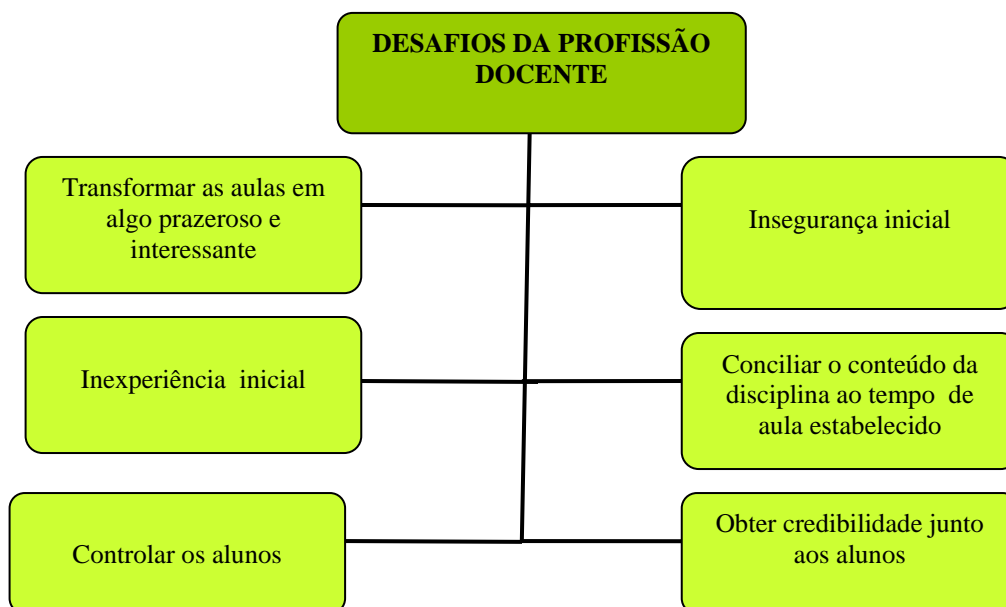 DESAFIOS DA PROFISSÃO
DOCENTE
Transformar as aulas em
algo prazeroso e
interessante
Insegurança inicial
Inexperiência inicial
Conciliar o conteúdo da
disciplina ao tempo de
aula estabelecido
Controlar os alunos
Obter credibilidade junto
aos alunos